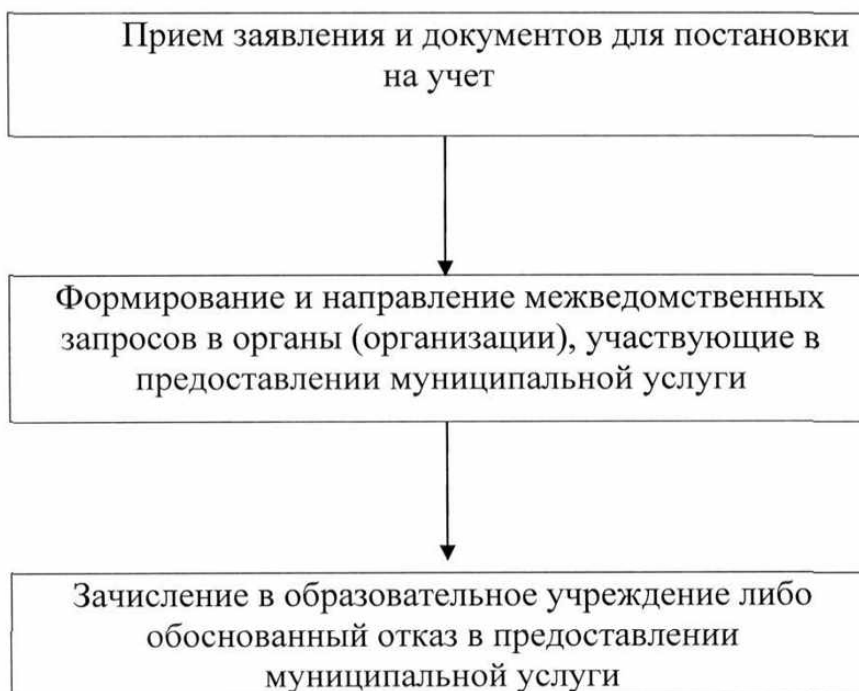 Прием заявления и документов для постановки
на учет
Формирование и направление межведомственных
запросов в органы (организации), участвующие в
предоставлении муниципальной услуги
Зачисление в образовательное учреждение либо
обоснованный отказ в предоставлении
муниципальной услуги